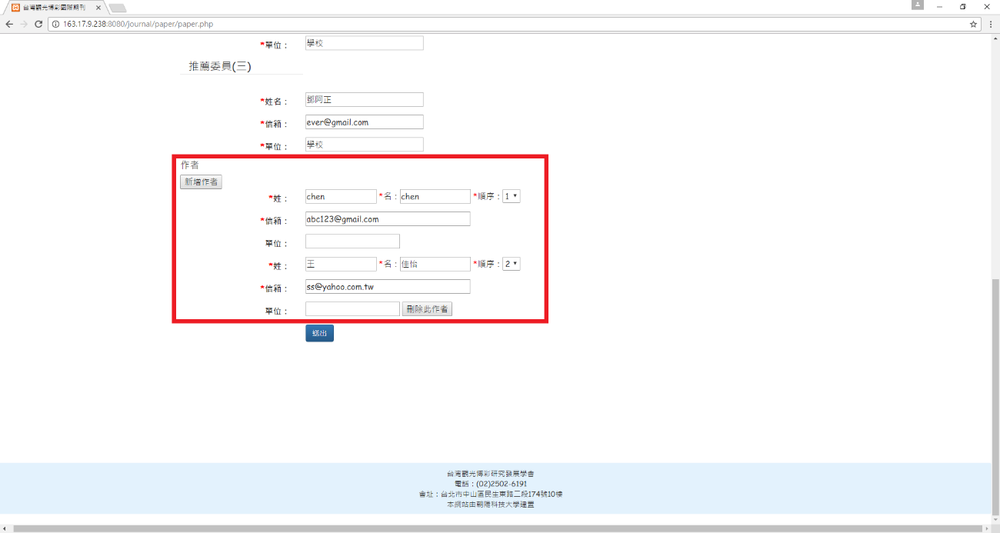 台灣觀光博彩國際期刊
163.17.9.238:8080/journal/paper/paper.php
*單位： 學校
推薦委員(三)
*姓名： 鄧阿正
*信箱： ever@gmail.com
*單位： 學校
作者
新增作者
*姓： chen *名：chen *順序：1
*信箱： abc123@gmail.com
單位：
*姓： 王 *名：佳怡 *順序：2
*信箱： ss@yahoo.com.tw
單位： 刪除此作者
送出
台灣觀光博彩研究發展學會
電話：(02)2502-6191
會址：台北市中山區民生東路二段174號10樓
本網站由朝陽科技大學建置